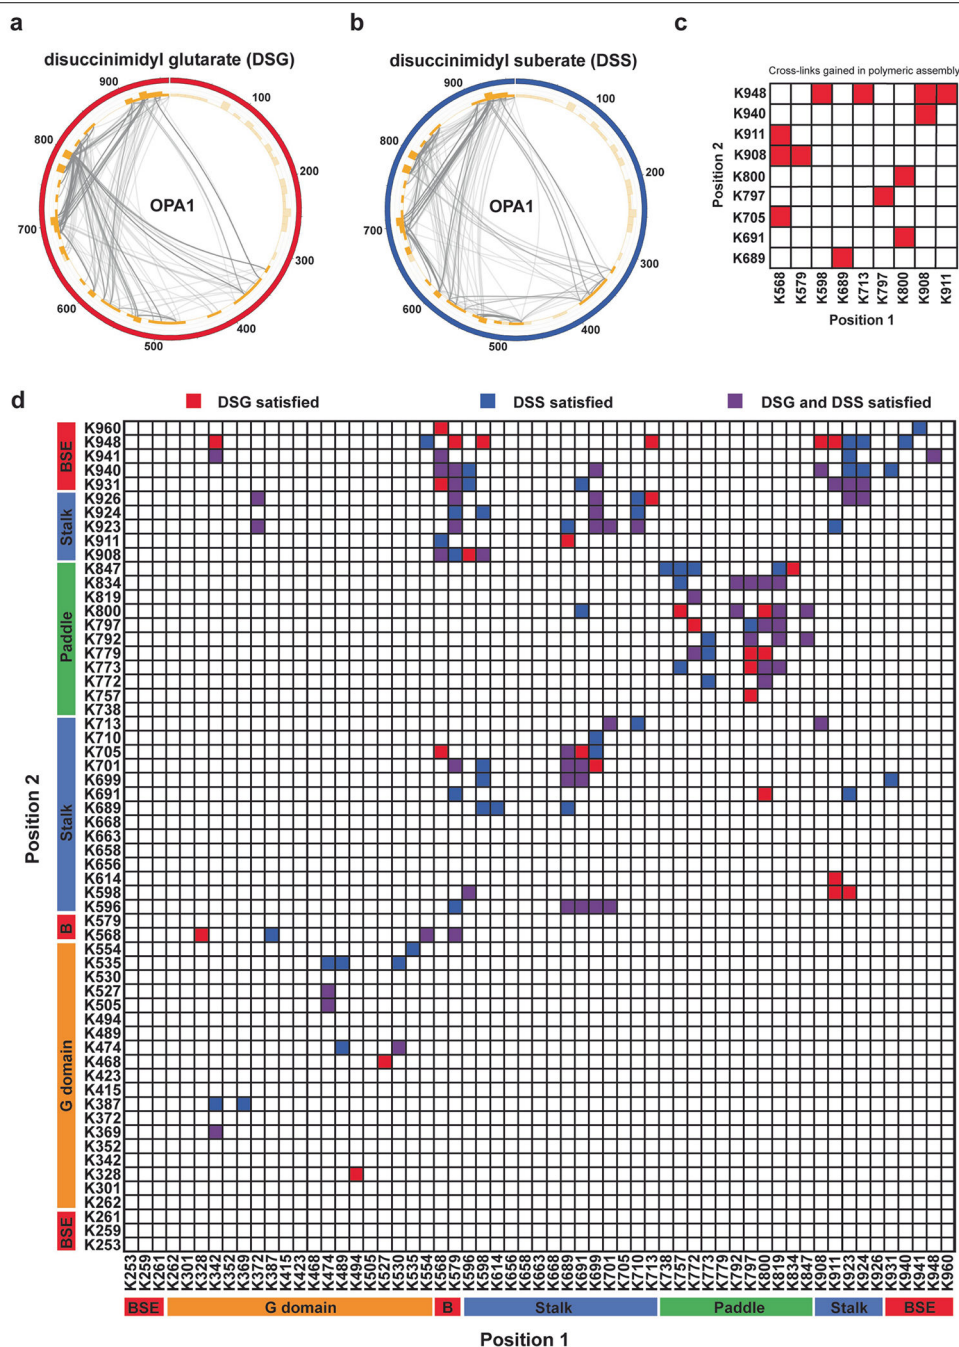 a
b
c
disuccinimidyl glutarate (DSG)
disuccinimidyl suberate (DSS)
Cross-links gained in polymeric assembly
900
100
200
300
400
500
600
700
800
OPA1
900
100
200
300
400
500
600
700
800
OPA1
Position 2
K948
K940
K911
K908
K800
K797
K705
K691
K689
K568 K579 K598 K689 K713 K797 K800 K908 K911
Position 1
d
DSG satisfied
DSS satisfied
DSG and DSS satisfied
Position 2
BSE
Stalk
Paddle
Stalk
B
G domain
BSE
K960
K948
K941
K940
K931
K926
K924
K923
K911
K908
K847
K834
K819
K800
K797
K792
K779
K773
K772
K757
K738
K713
K710
K705
K701
K699
K691
K689
K668
K663
K658
K656
K614
K598
K596
K579
K568
K554
K535
K530
K527
K505
K494
K489
K474
K468
K423
K415
K387
K372
K369
K352
K342
K328
K301
K262
K261
K259
K253
K253 K259 K261 K262 K301 K328 K342 K352 K369 K372 K387 K415 K423 K468 K474 K489 K494 K505 K527 K530 K535 K554 K568 K579 K596 K598 K614 K656 K658 K663 K668 K689 K691 K699 K701 K705 K710 K713 K738 K757 K772 K773 K779 K792 K797 K800 K819 K834 K847 K908 K911 K923 K924 K926 K931 K940 K941 K948 K960
BSE G domain B Stalk Paddle Stalk BSE
Position 1